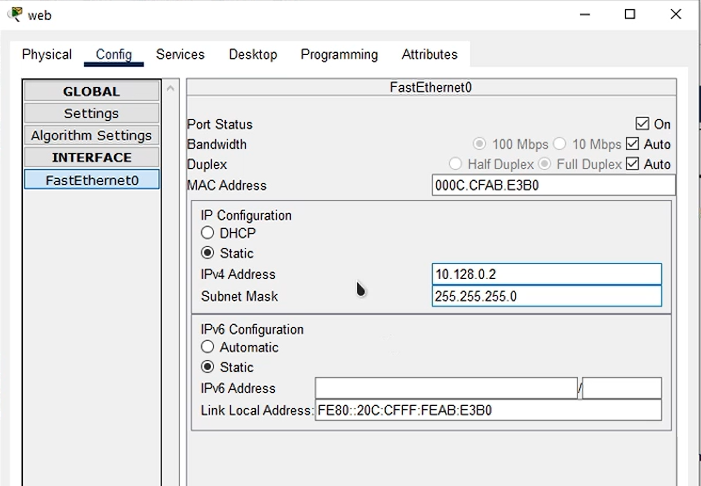 web
Physical Config Services Desktop Programming Attributes
GLOBAL
Settings
Algorithm Settings
INTERFACE
FastEthernet0
FastEthernet0
Port Status On
Bandwidth 100 Mbps 10 Mbps Auto
Duplex Half Duplex Full Duplex Auto
MAC Address 000C.CFAB.E3B0
IP Configuration
DHCP
Static
IPv4 Address 10.128.0.2
Subnet Mask 255.255.255.0
IPv6 Configuration
Automatic
Static
IPv6 Address /
Link Local Address: FE80::20C:CFFF:FEAB:E3B0